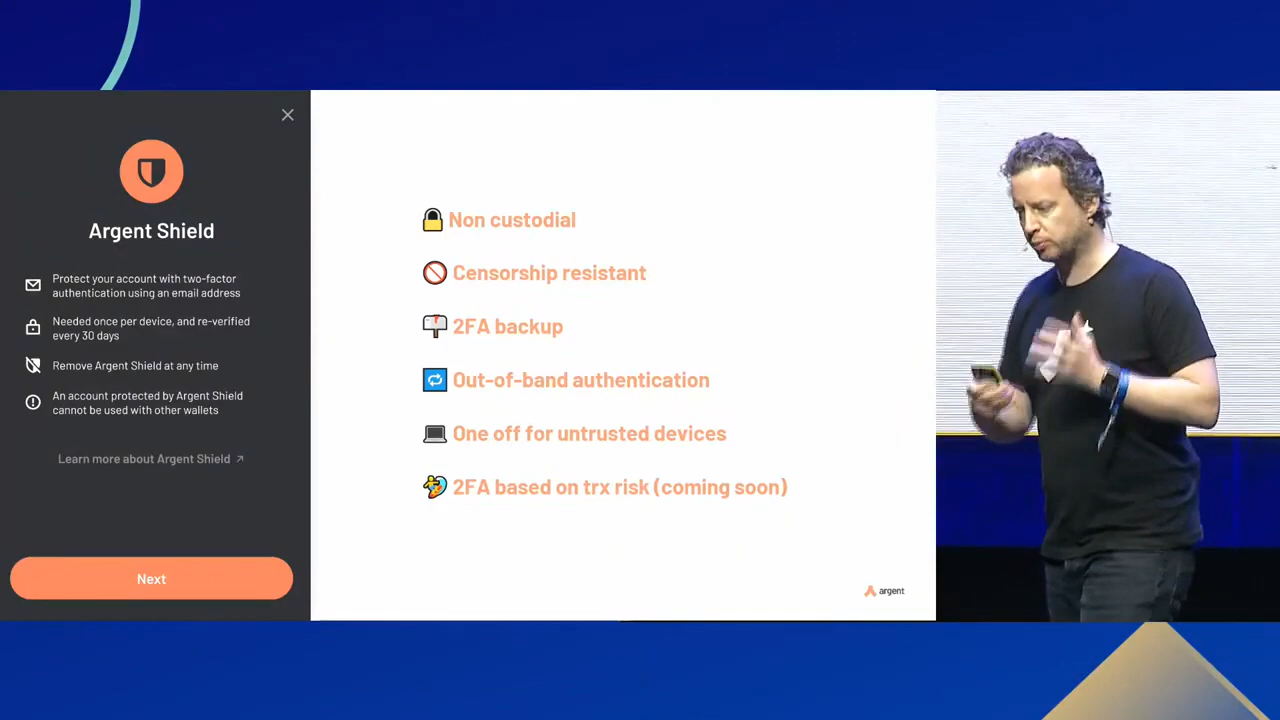 Argent Shield
Protect your account with two-factor
authentication using an email address
Needed once per device, and re-verified
every 30 days
Remove Argent Shield at any time
An account protected by Argent Shield
cannot be used with other wallets
Learn more about Argent Shield ↗
Next
Non custodial
Censorship resistant
2FA backup
Out-of-band authentication
One off for untrusted devices
2FA based on trx risk (coming soon)
argent